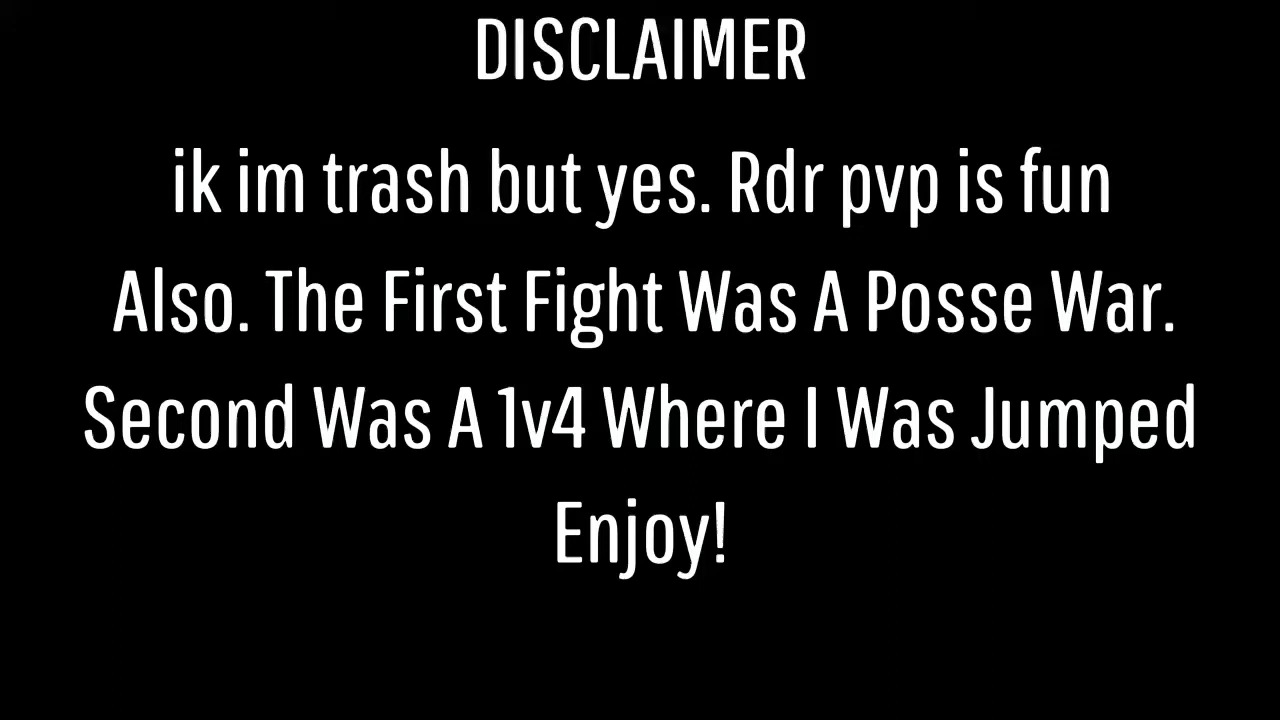 DISCLAIMER
ik im trash but yes. Rdr pvp is fun
Also. The First Fight Was A Posse War.
Second Was A 1v4 Where I Was Jumped
Enjoy!